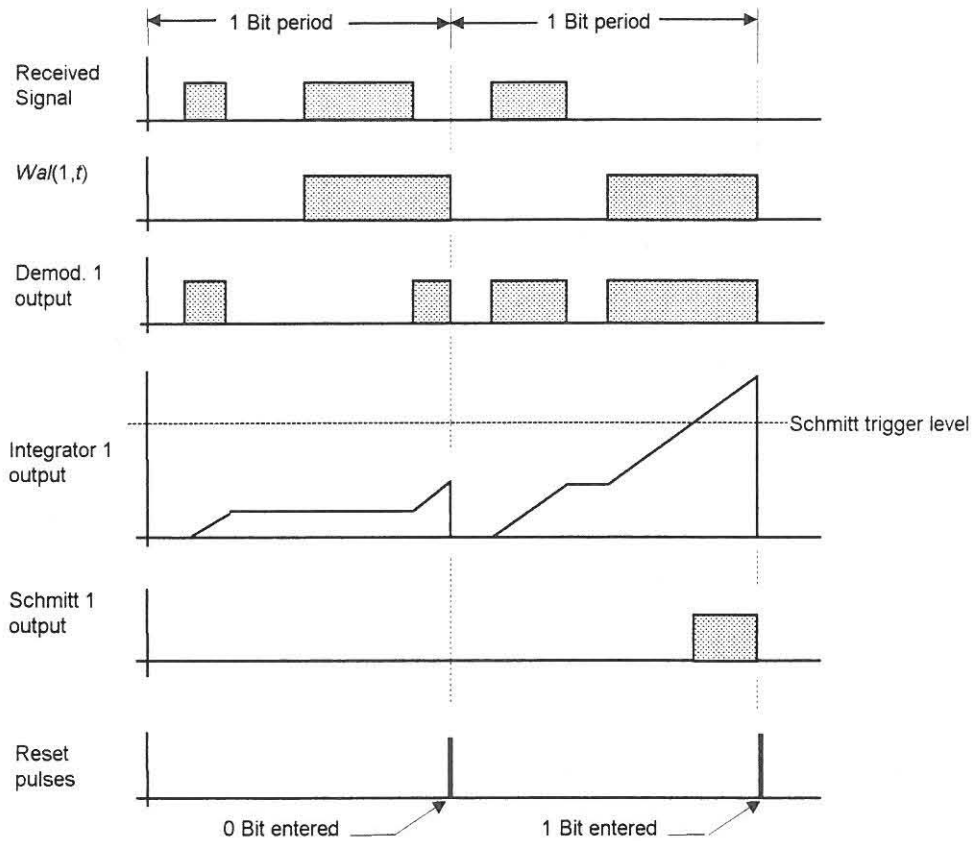 1 Bit period
1 Bit period
Received
Signal
Wal(1,t)
Demod. 1
output
Schmitt trigger level
Integrator 1
output
Schmitt 1
output
Reset
pulses
0 Bit entered
1 Bit entered